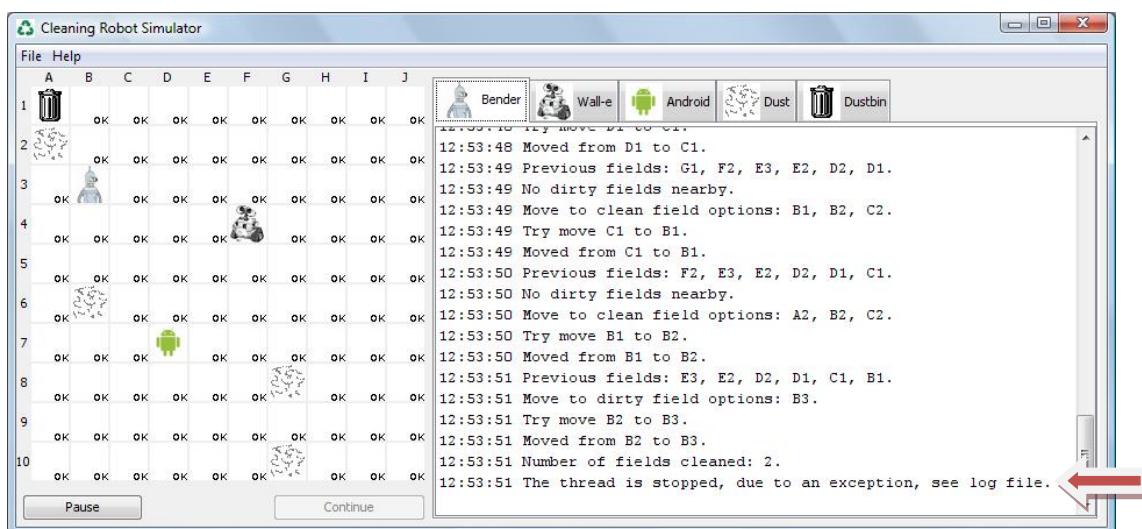 Cleaning Robot Simulator
File Help
A B C D E F G H I J
1 OK OK OK OK OK OK OK OK OK
2 OK OK OK OK OK OK OK OK OK
3 OK OK OK OK OK OK OK OK OK
4 OK OK OK OK OK OK OK OK OK
5 OK OK OK OK OK OK OK OK OK OK
6 OK OK OK OK OK OK OK OK OK
7 OK OK OK OK OK OK OK OK OK
8 OK OK OK OK OK OK OK OK OK
9 OK OK OK OK OK OK OK OK OK OK
10 OK OK OK OK OK OK OK OK OK
Pause Continue
Bender Wall-e Android Dust Dustbin
12:53:48 Moved from D1 to C1.
12:53:49 Previous fields: G1, F2, E3, E2, D2, D1.
12:53:49 No dirty fields nearby.
12:53:49 Move to clean field options: B1, B2, C2.
12:53:49 Try move C1 to B1.
12:53:49 Moved from C1 to B1.
12:53:50 Previous fields: F2, E3, E2, D2, D1, C1.
12:53:50 No dirty fields nearby.
12:53:50 Move to clean field options: A2, B2, C2.
12:53:50 Try move B1 to B2.
12:53:50 Moved from B1 to B2.
12:53:51 Previous fields: E3, E2, D2, D1, C1, B1.
12:53:51 Move to dirty field options: B3.
12:53:51 Try move B2 to B3.
12:53:51 Moved from B2 to B3.
12:53:51 Number of fields cleaned: 2.
12:53:51 The thread is stopped, due to an exception, see log file.